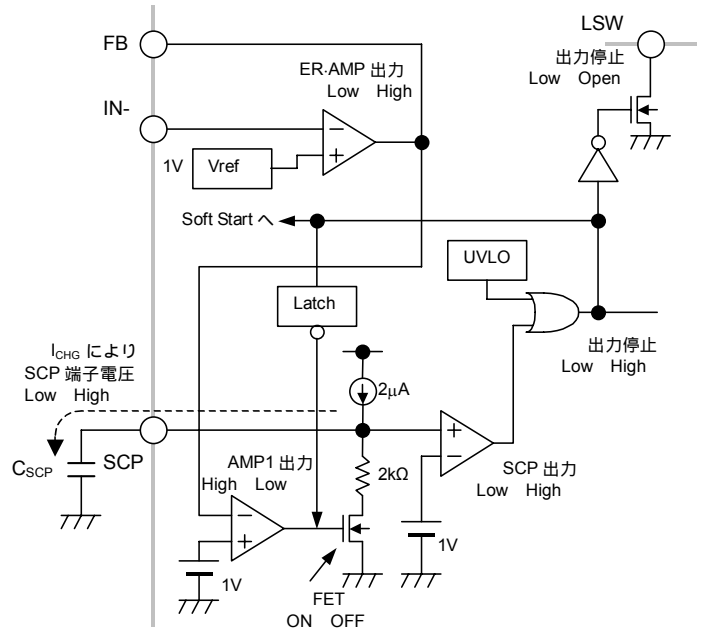 LSW
FB
出力停止
Low Open
ER.AMP 出力
Low High
IN-
1V
Vref
Soft Start へ
UVLO
Latch
ICHG により
SCP 端子電圧
Low High
出力停止
Low High
2μA
SCP
CSCP
AMP1 出力
High Low
2kΩ
SCP 出力
Low High
1V
1V
FET
ON OFF